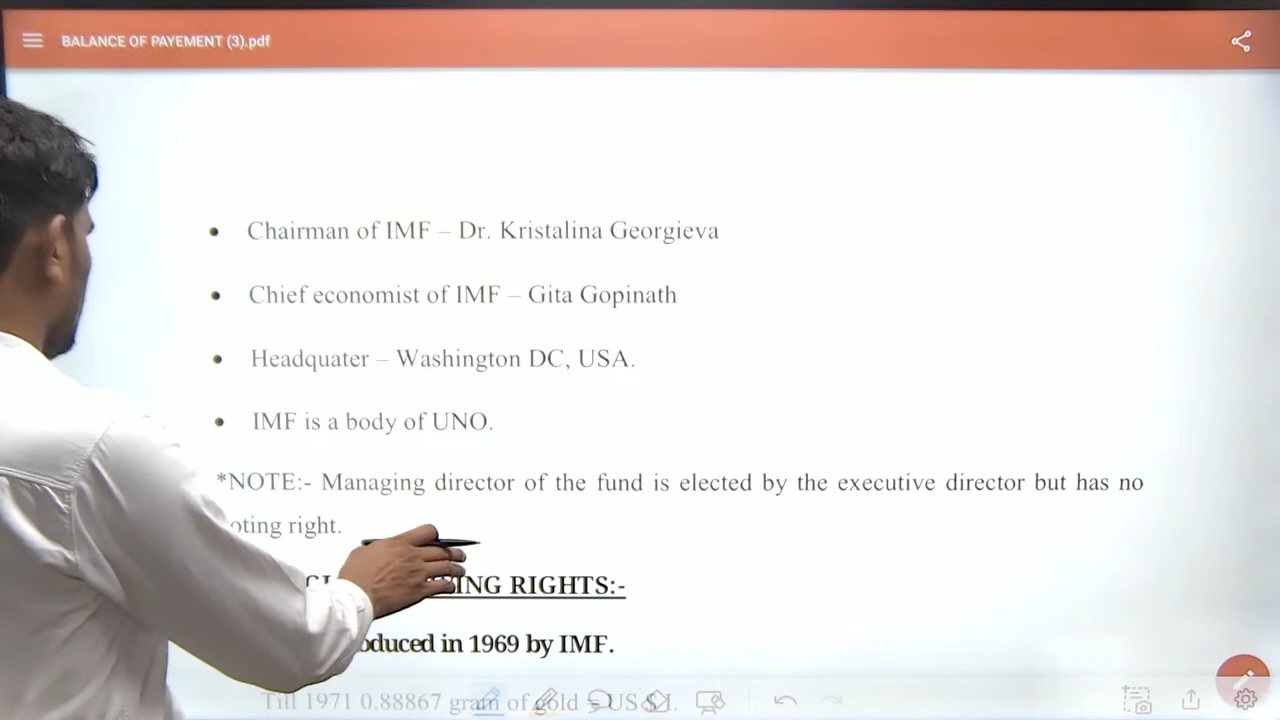 BALANCE OF PAYEMENT (3).pdf
Chairman of IMF – Dr. Kristalina Georgieva
Chief economist of IMF – Gita Gopinath
Headquater – Washington DC, USA.
IMF is a body of UNO.
*NOTE:- Managing director of the fund is elected by the executive director but has no
oting right.
RIGHTS:-
in 1969 by IMF.
Till 1971 0.88867 gram of gold = US $ 1.